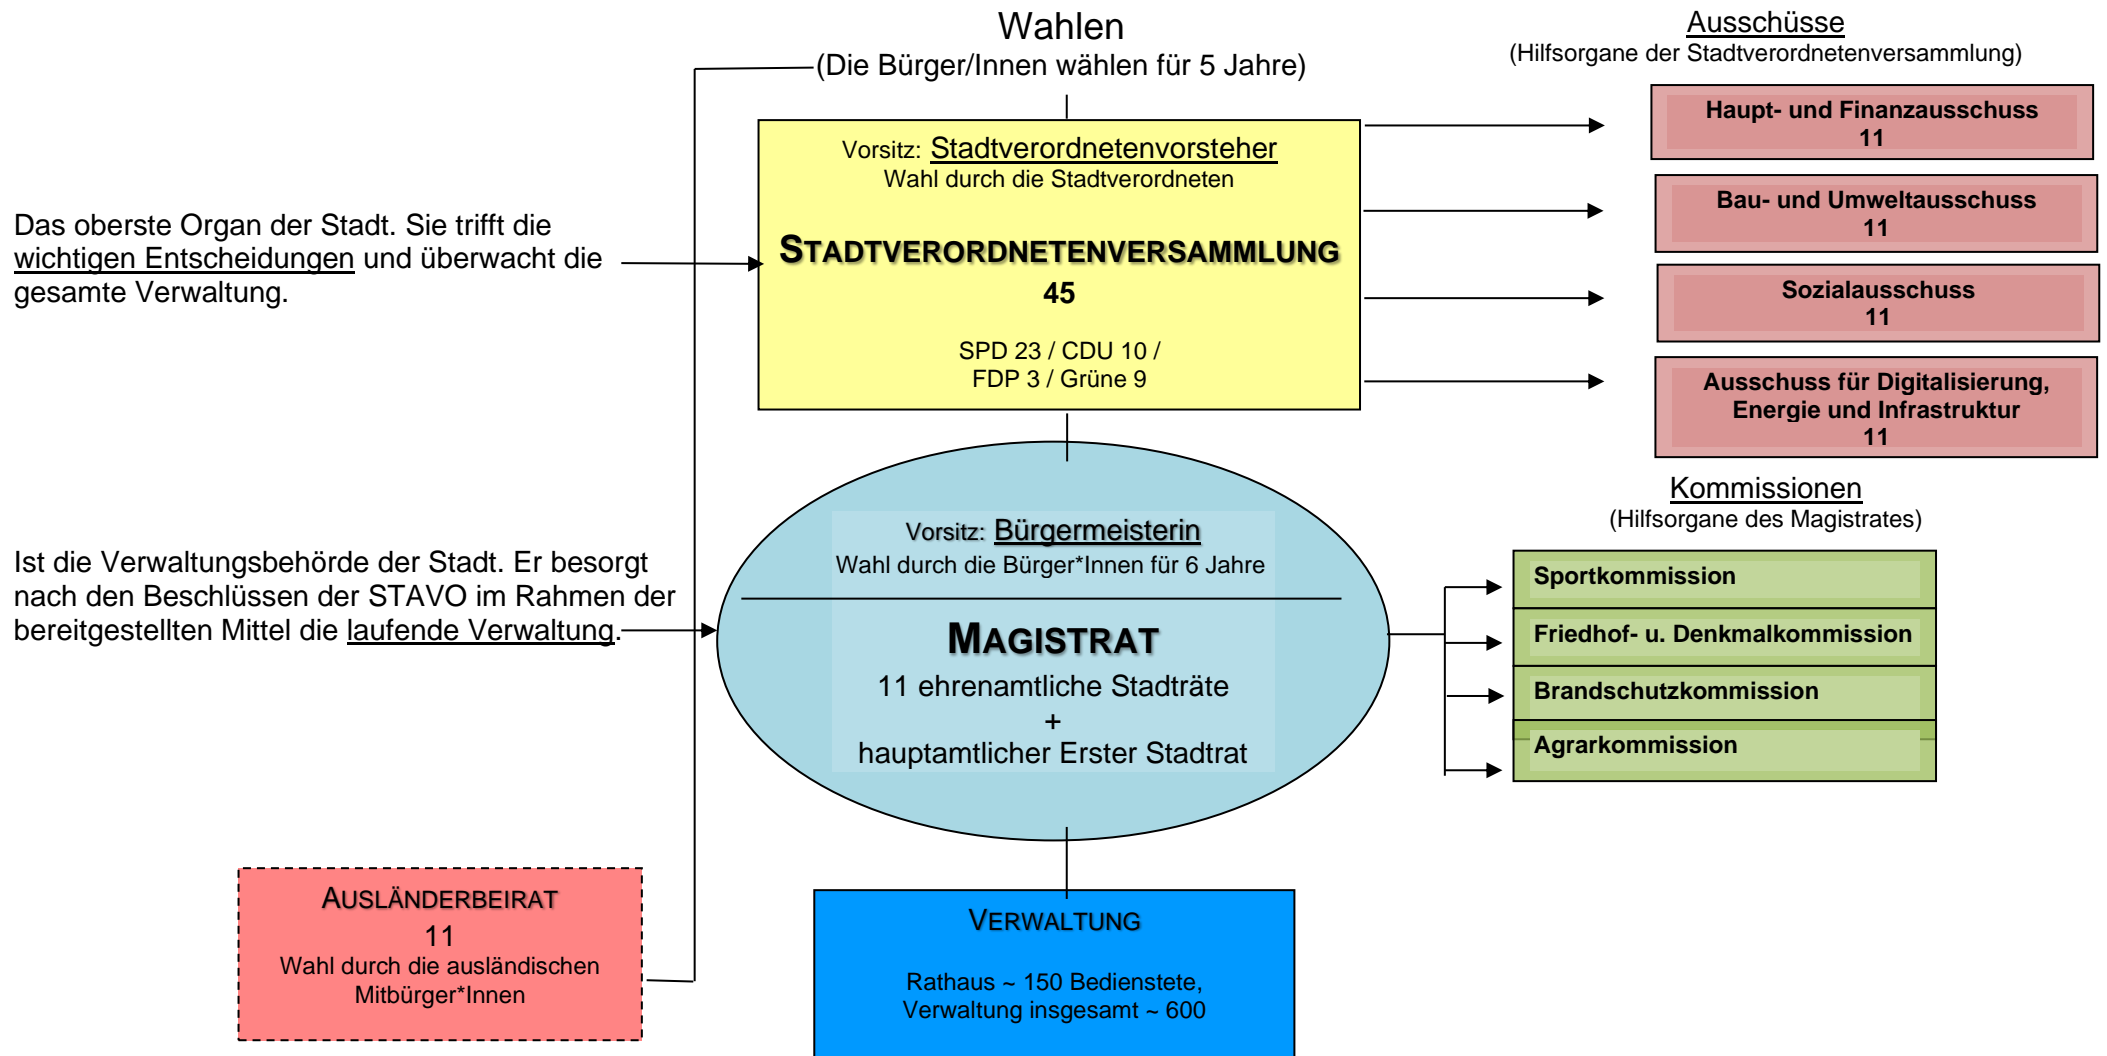 Wahlen
(Die Bürger/Innen wählen für 5 Jahre)
Ausschüsse
(Hilfsorgane der Stadtverordnetenversammlung)
Vorsitz: Stadtverordnetenvorsteher
Wahl durch die Stadtverordneten
STADTVERORDNETENVERSAMMLUNG
45
SPD 23 / CDU 10 /
FDP 3 / Grüne 9
Das oberste Organ der Stadt. Sie trifft die
wichtigen Entscheidungen und überwacht die
gesamte Verwaltung.
Haupt- und Finanzausschuss
11
Bau- und Umweltausschuss
11
Sozialausschuss
11
Ausschuss für Digitalisierung,
Energie und Infrastruktur
11
Kommissionen
(Hilfsorgane des Magistrates)
Vorsitz: Bürgermeisterin
Wahl durch die Bürger*Innen für 6 Jahre
MAGISTRAT
11 ehrenamtliche Stadträte
+
hauptamtlicher Erster Stadtrat
Ist die Verwaltungsbehörde der Stadt. Er besorgt
nach den Beschlüssen der STAVO im Rahmen der
bereitgestellten Mittel die laufende Verwaltung.
Sportkommission
Friedhof- u. Denkmalkommission
Brandschutzkommission
Agrarkommission
AUSLÄNDERBEIRAT
11
Wahl durch die ausländischen
Mitbürger*Innen
VERWALTUNG
Rathaus ~ 150 Bedienstete,
Verwaltung insgesamt ~ 600